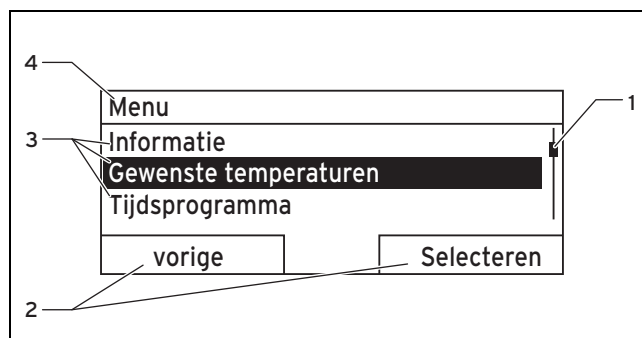 4
Menu
1
3
Informatie
Gewenste temperaturen
Tijdsprogramma
vorige
Selecteren
2